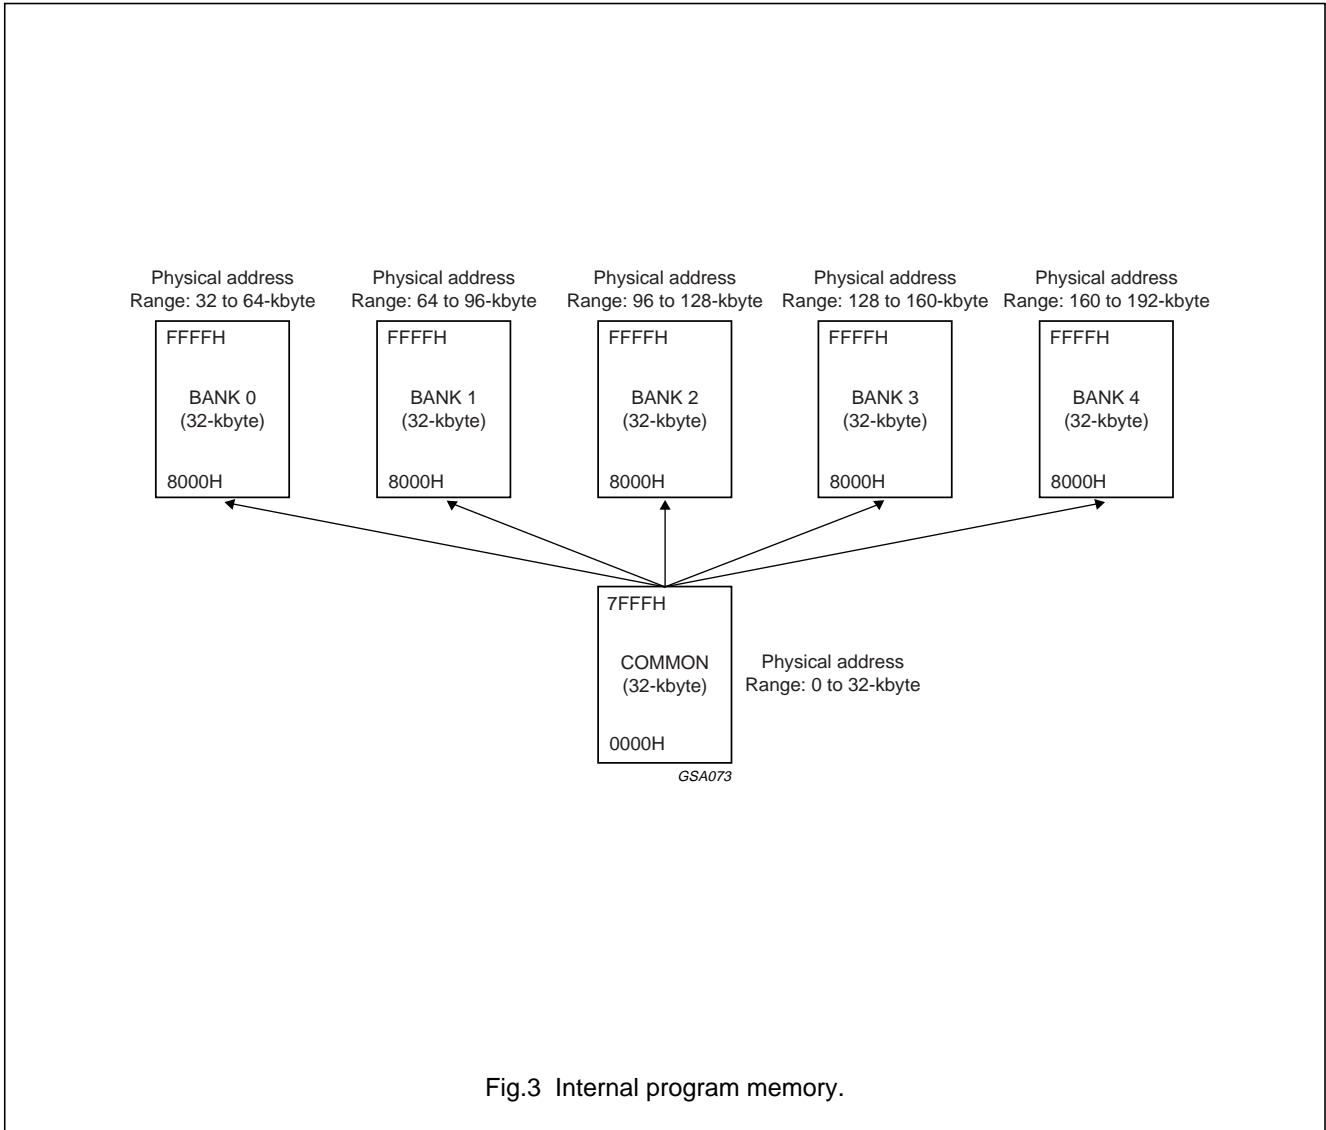 Physical address
Range: 32 to 64-kbyte
FFFFH
BANK 0
(32-kbyte)
8000H
Physical address
Range: 64 to 96-kbyte
FFFFH
BANK 1
(32-kbyte)
8000H
Physical address
Range: 96 to 128-kbyte
FFFFH
BANK 2
(32-kbyte)
8000H
Physical address
Range: 128 to 160-kbyte
FFFFH
BANK 3
(32-kbyte)
8000H
Physical address
Range: 160 to 192-kbyte
FFFFH
BANK 4
(32-kbyte)
8000H
7FFFH
COMMON
(32-kbyte)
0000H
Physical address
Range: 0 to 32-kbyte
GSA073
Fig.3 Internal program memory.